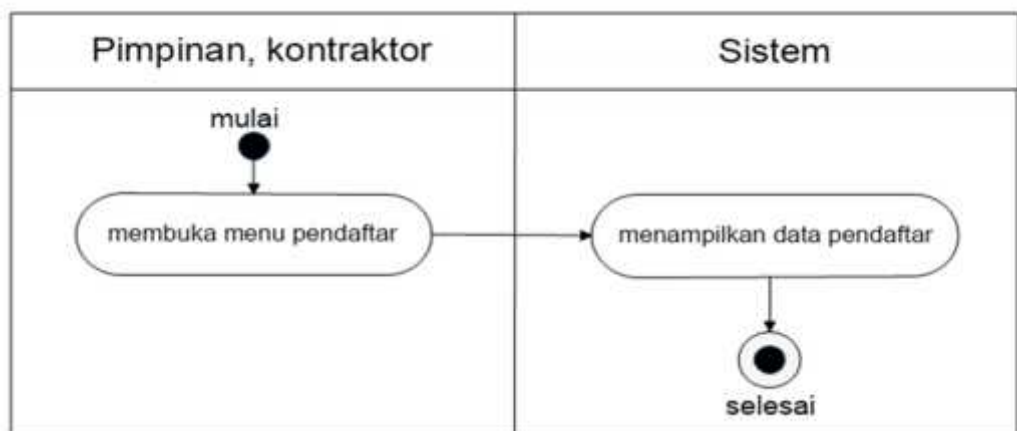 Pimpinan, kontraktor
Sistem
mulai
membuka menu pendaftar
menampilkan data pendaftar
selesai